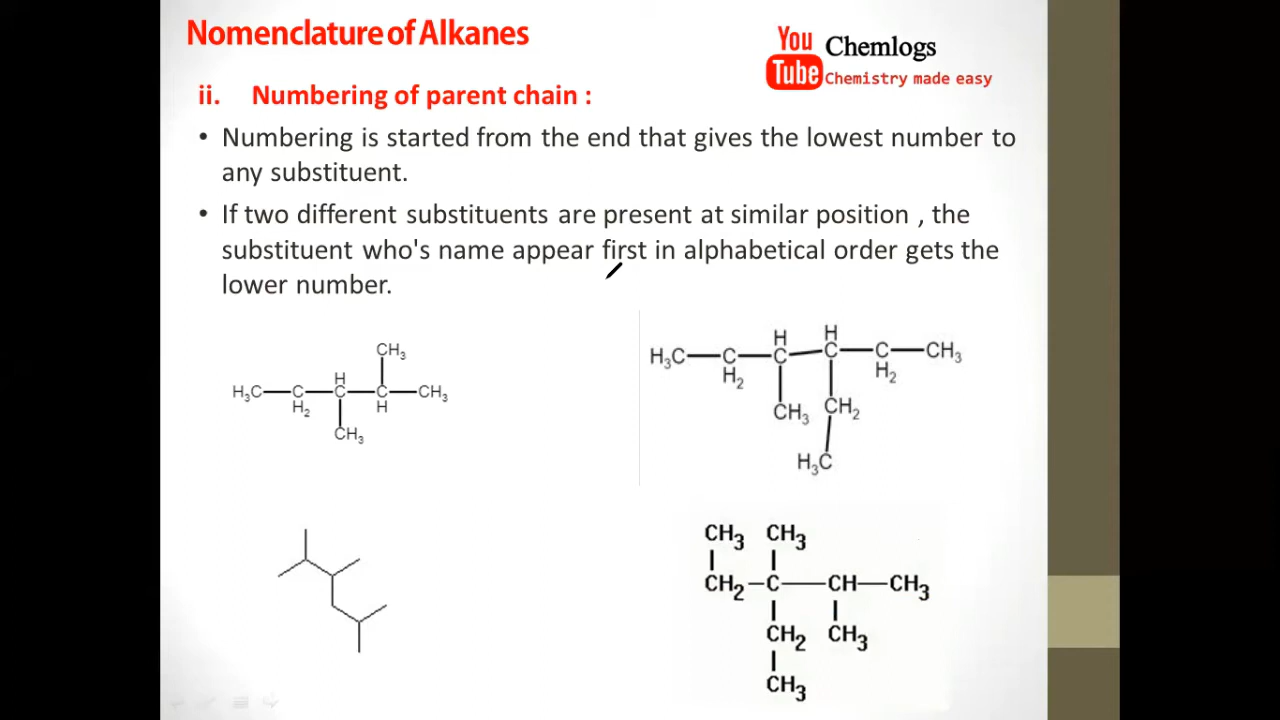 Nomenclature of Alkanes
You
Tube
Chemlogs
Chemistry made easy
ii. Numbering of parent chain :
• Numbering is started from the end that gives the lowest number to
any substituent.
• If two different substituents are present at similar position , the
substituent who's name appear first in alphabetical order gets the
lower number.
CH₃
H
H₃C C C C CH₃
H₂ H
CH₃
H H
H₃C C C C C CH₃
H₂ H₂
CH₃ CH₂
H₃C
CH₃ CH₃
CH₂ C CH CH₃
CH₂ CH₃
CH₃